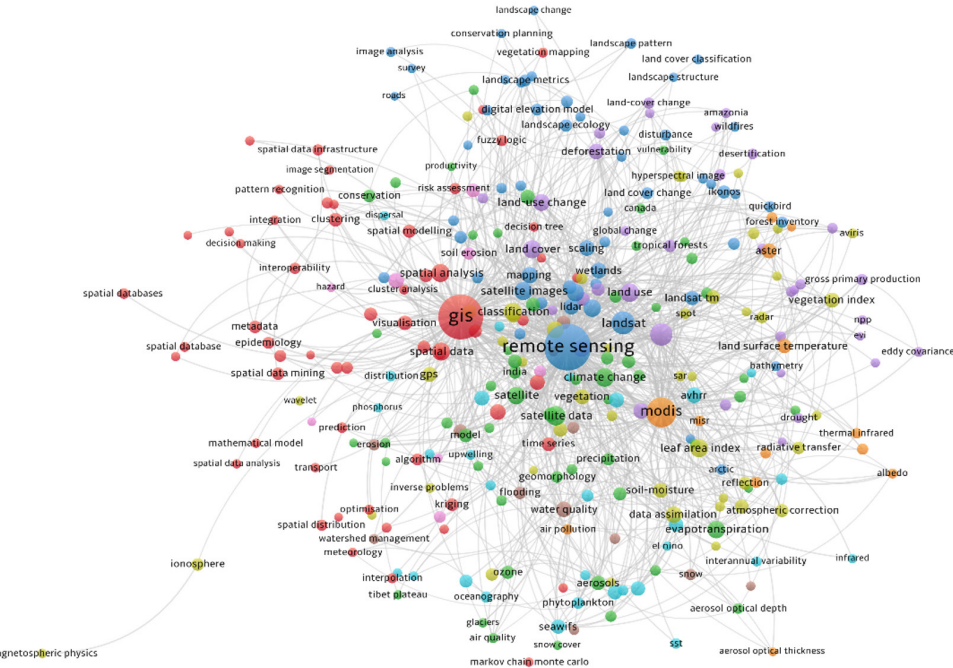 landscape change
conservation planning
landscape pattern
image analysis
vegetation mapping
land cover classification
survey
landscape structure
landscape metrics
roads
land-cover change
digital elevation model
amazonia
landscape ecology
wildfires
disturbance
fuzzy logic
spatial data infrastructure
deforestation
vulnerability
desertification
image segmentation
productivity
hyperspectral image
pattern recognition
risk assessment
conservation
land cover change
ikonos
land-use change
canada
quickbird
integration
clustering
dispersal
decision tree
forest inventory
spatial modelling
global change
aviris
decision making
soil erosion
land cover
scaling
tropical forests
aster
interoperability
spatial analysis
mapping
wetlands
hazard
cluster analysis
gross primary production
spatial databases
satellite images
land use
landsat tm
vegetation index
lidar
gis
classification
spot
radar
npp
metadata
visualisation
landsat
evi
epidemiology
spatial database
remote sensing
land surface temperature
spatial data
eddy covariance
bathymetry
spatial data mining
distribution
gps
india
climate change
sar
wavelet
satellite
vegetation
avhrr
phosphorus
satellite data
modis
misr
drought
prediction
model
thermal infrared
mathematical model
erosion
time series
leaf area index
radiative transfer
spatial data analysis
transport
algorithm
upwelling
precipitation
arctic
albedo
geomorphology
reflection
inverse problems
flooding
soil-moisture
optimisation
kriging
water quality
data assimilation
atmospheric correction
spatial distribution
air pollution
evapotranspiration
watershed management
el nino
meteorology
interannual variability
infrared
ionosphere
interpolation
ozone
aerosols
snow
tibet plateau
oceanography
phytoplankton
aerosol optical depth
glaciers
seawifs
air quality
snow cover
sst
aerosol optical thickness
gnetospheric physics
markov chain monte carlo